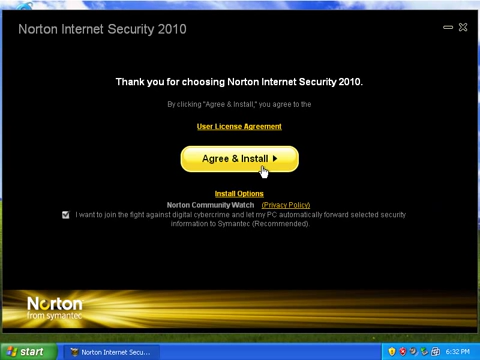 Norton Internet Security 2010
Thank you for choosing Norton Internet Security 2010.
By clicking "Agree & Install," you agree to the
User License Agreement
Agree & Install
Install Options
Norton Community Watch (Privacy Policy)
I want to join the fight against digital cybercrime and let my PC automatically forward selected security
information to Symantec (Recommended).
Norton
from symantec
start
Norton Internet Secu...
6:32 PM